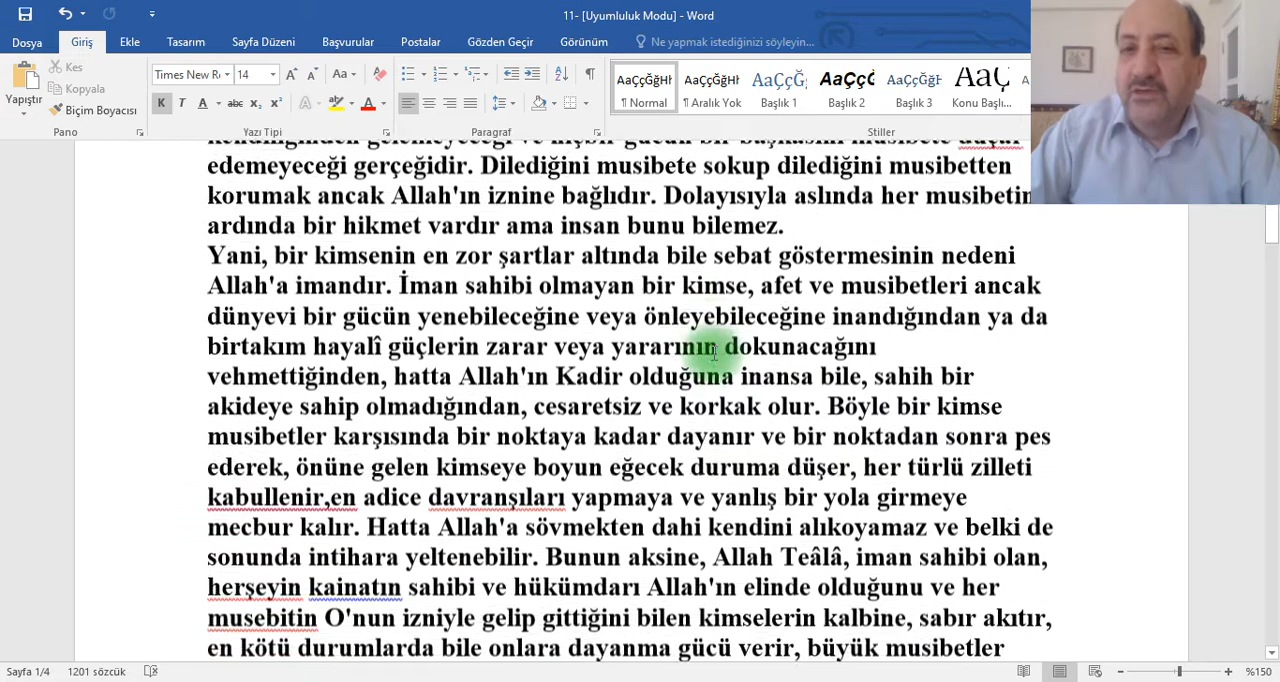 11- [Uyumluluk Modu] - Word
Dosya Giriş Ekle Tasarım Sayfa Düzeni Başvurular Postalar Gözden Geçir Görünüm Ne yapmak istediğinizi söyleyin...
Yapıştır
Kes
Kopyala
Biçim Boyacısı
Pano
Times New R 14
K T A abc x₂ x²
Yazı Tipi
Paragraf
AaÇçĞğHł AaÇçĞğHł AaÇçĞğ AaÇçĞ AaÇçĞğł AaÇ
¶ Normal ¶ Aralık Yok Başlık 1 Başlık 2 Başlık 3 Konu Başlı...
Stiller
edemeyeceği gerçeğidir. Dilediğini musibete sokup dilediğini musibetten
korumak ancak Allah'ın iznine bağlıdır. Dolayısıyla aslında her musibetin
ardında bir hikmet vardır ama insan bunu bilemez.
Yani, bir kimsenin en zor şartlar altında bile sebat göstermesinin nedeni
Allah'a imandır. İman sahibi olmayan bir kimse, afet ve musibetleri ancak
dünyevi bir gücün yenebileceğine veya önleyebileceğine inandığından ya da
birtakım hayalî güçlerin zarar veya yararının dokunacağını
vehmettiğinden, hatta Allah'ın Kadir olduğuna inansa bile, sahih bir
akideye sahip olmadığından, cesaretsiz ve korkak olur. Böyle bir kimse
musibetler karşısında bir noktaya kadar dayanır ve bir noktadan sonra pes
ederek, önüne gelen kimseye boyun eğecek duruma düşer, her türlü zilleti
kabullenir,en adice davranşıları yapmaya ve yanlış bir yola girmeye
mecbur kalır. Hatta Allah'a sövmekten dahi kendini alıkoyamaz ve belki de
sonunda intihara yeltenebilir. Bunun aksine, Allah Teâlâ, iman sahibi olan,
herşeyin kainatın sahibi ve hükümdarı Allah'ın elinde olduğunu ve her
musebitin O'nun izniyle gelip gittiğini bilen kimselerin kalbine, sabır akıtır,
en kötü durumlarda bile onlara dayanma gücü verir, büyük musibetler
Sayfa 1/4 1201 sözcük %150